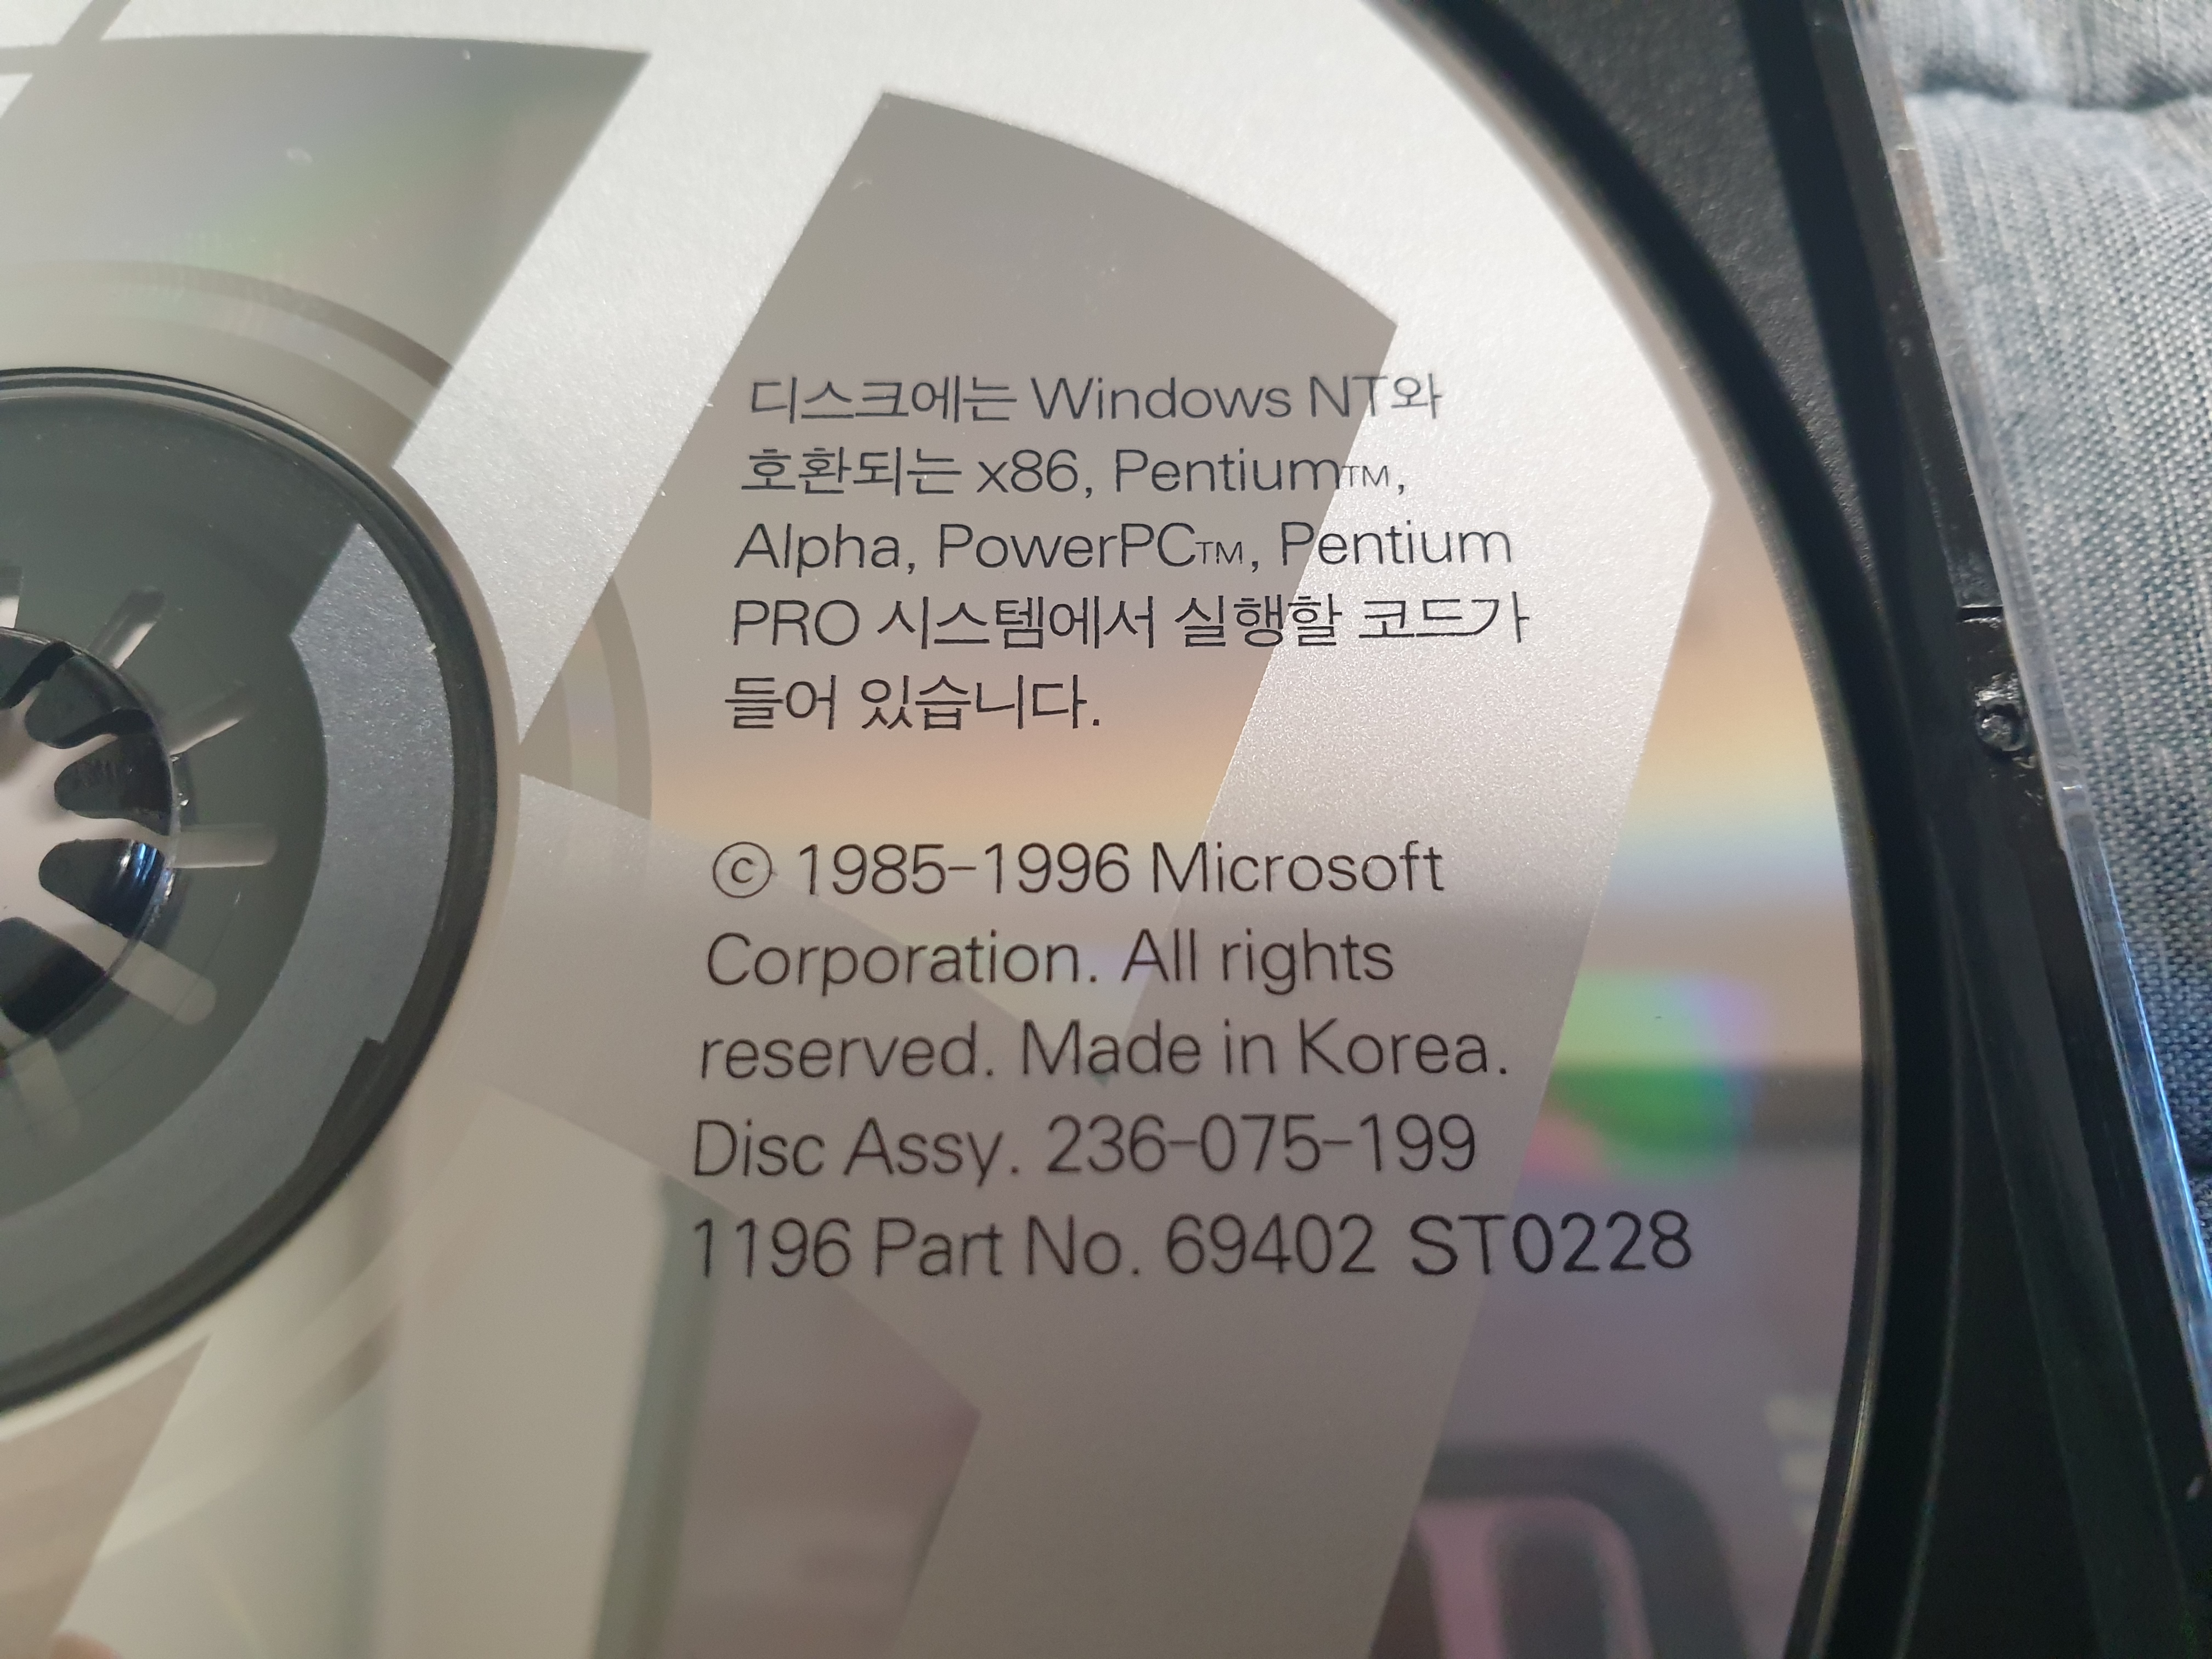 디스크에는 Windows NT와
호환되는 x86, Pentium™,
Alpha, PowerPC™, Pentium
PRO 시스템에서 실행할 코드가
들어 있습니다.
© 1985-1996 Microsoft
Corporation. All rights
reserved. Made in Korea.
Disc Assy. 236-075-199
1196 Part No. 69402 ST0228